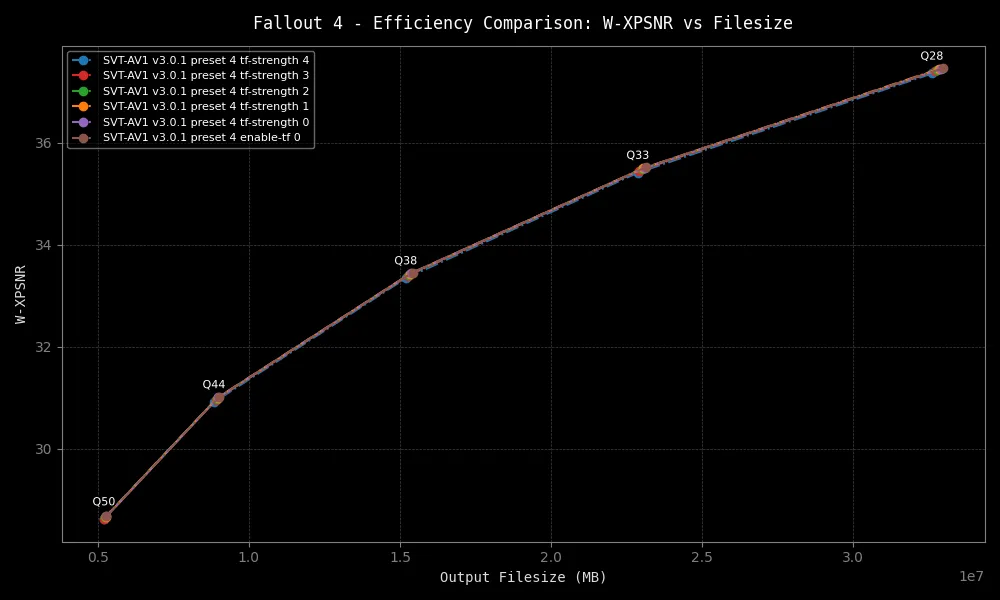 Fallout 4 - Efficiency Comparison: W-XPSNR vs Filesize
SVT-AV1 v3.0.1 preset 4 tf-strength 4
SVT-AV1 v3.0.1 preset 4 tf-strength 3
SVT-AV1 v3.0.1 preset 4 tf-strength 2
SVT-AV1 v3.0.1 preset 4 tf-strength 1
SVT-AV1 v3.0.1 preset 4 tf-strength 0
SVT-AV1 v3.0.1 preset 4 enable-tf 0
Q28
Q33
Q38
Q44
Q50
36
34
32
30
W-XPSNR
0.5 1.0 1.5 2.0 2.5 3.0
1e7
Output Filesize (MB)